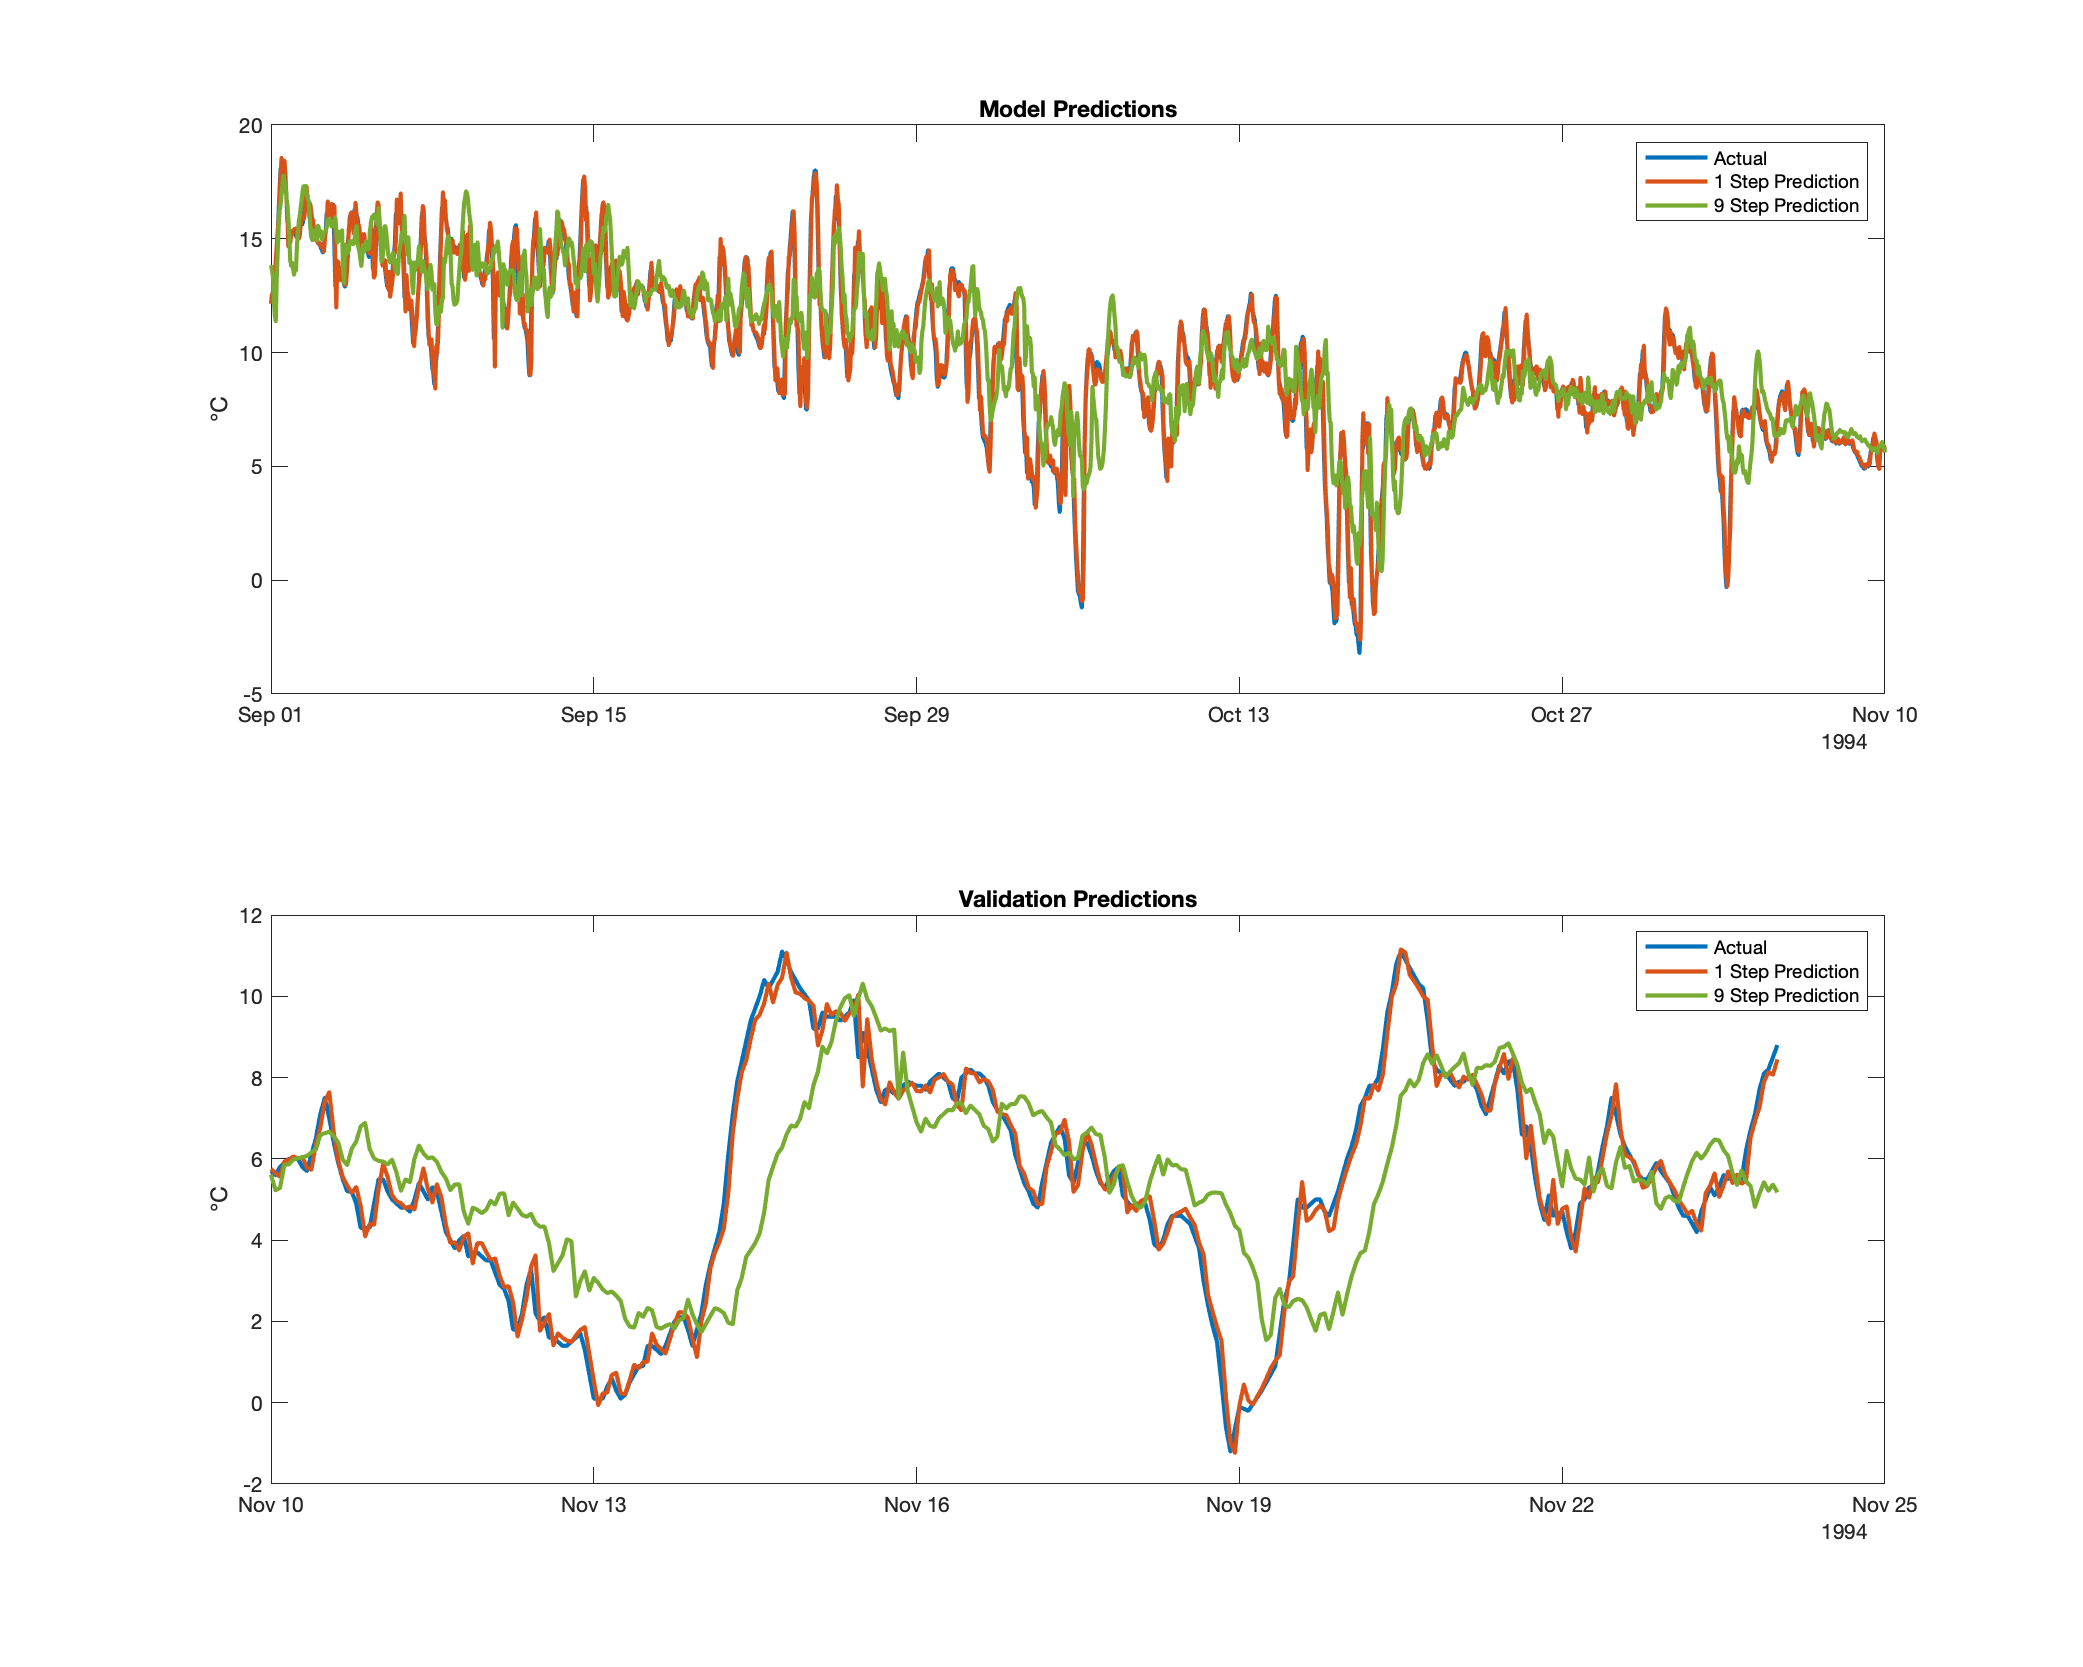 Model Predictions
20
15
10
5
0
-5
°C
Actual
1 Step Prediction
9 Step Prediction
Sep 01
Sep 15
Sep 29
Oct 13
Oct 27
Nov 10
1994
Validation Predictions
12
10
8
6
4
2
0
-2
°C
Actual
1 Step Prediction
9 Step Prediction
Nov 10
Nov 13
Nov 16
Nov 19
Nov 22
Nov 25
1994